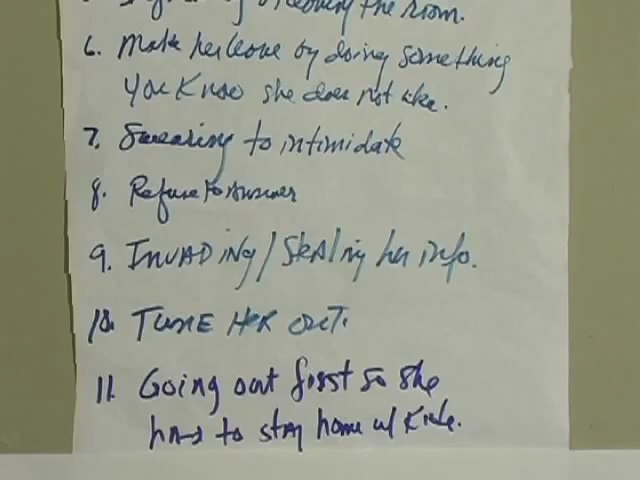 the room.
6. Make her leave by doing something
you know she does not like.
7. Swearing to intimidate
8. Refuse to answer
9. INVADING / StEALing her info.
10. TUNE HER OUT.
11. Going out first so she
has to stay home w/ kids.